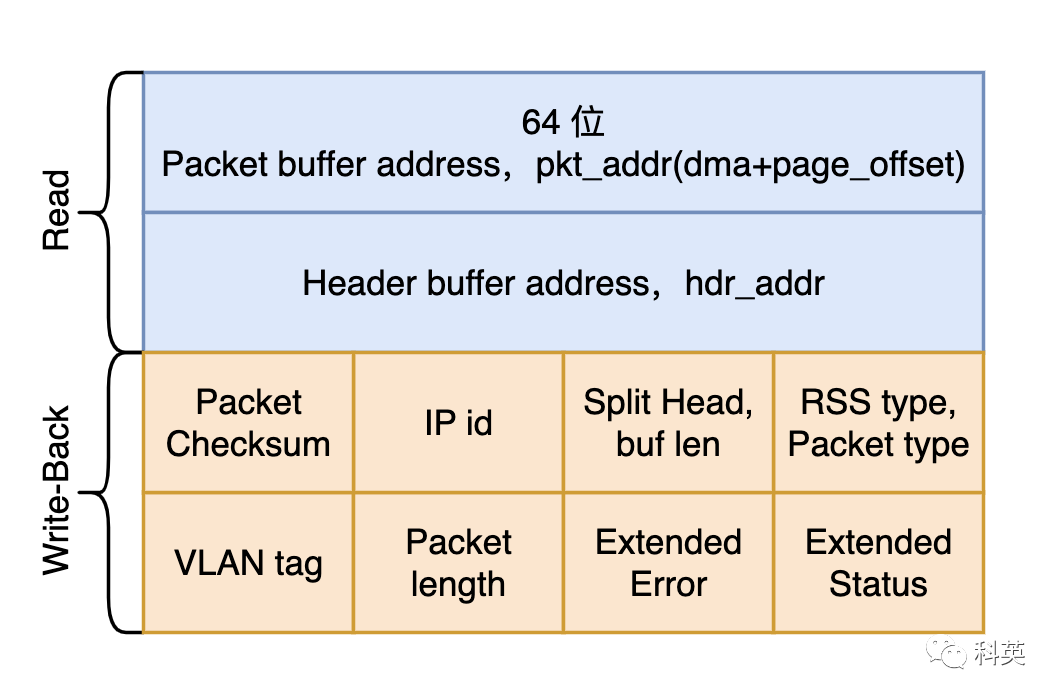 Read
64 位
Packet buffer address，pkt_addr(dma+page_offset)
Header buffer address，hdr_addr
Write-Back
Packet
Checksum
IP id
Split Head,
buf len
RSS type,
Packet type
VLAN tag
Packet
length
Extended
Error
Extended
Status
科英